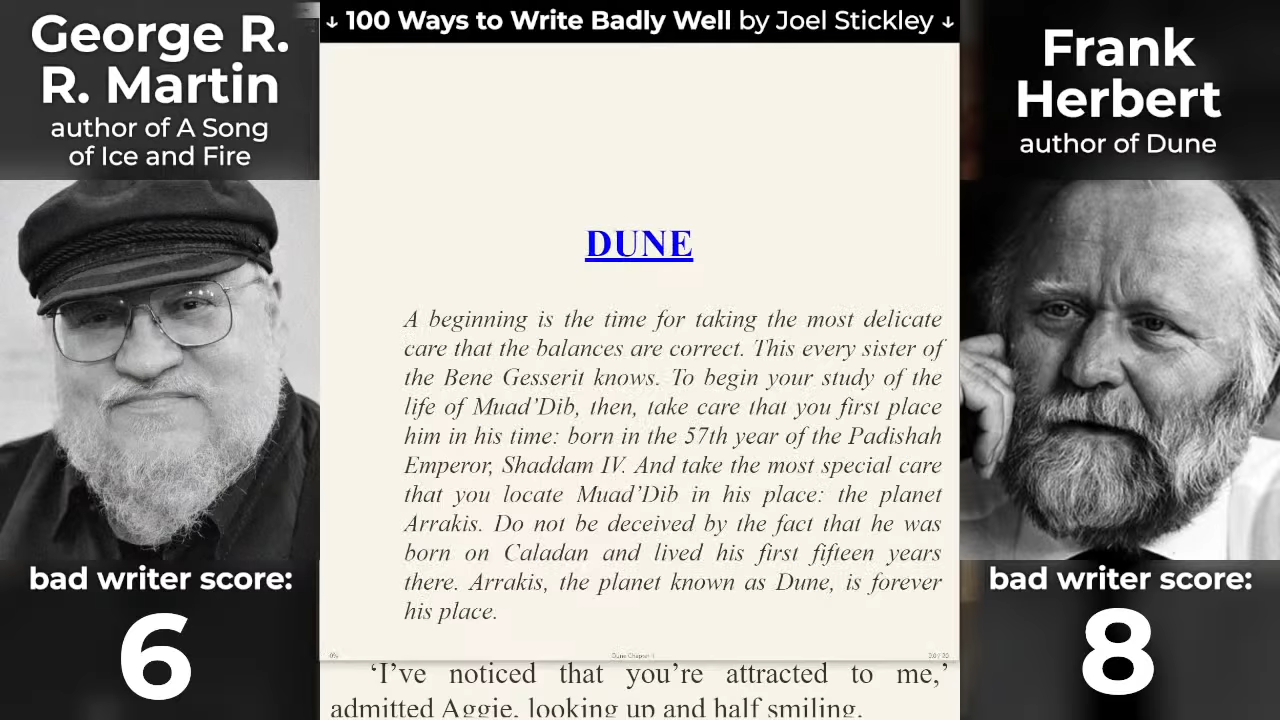 George R.
R. Martin
author of A Song
of Ice and Fire
bad writer score:
6
↓ 100 Ways to Write Badly Well by Joel Stickley ↓
DUNE
A beginning is the time for taking the most delicate
care that the balances are correct. This every sister of
the Bene Gesserit knows. To begin your study of the
life of Muad’Dib, then, take care that you first place
him in his time: born in the 57th year of the Padishah
Emperor, Shaddam IV. And take the most special care
that you locate Muad’Dib in his place: the planet
Arrakis. Do not be deceived by the fact that he was
born on Caladan and lived his first fifteen years
there. Arrakis, the planet known as Dune, is forever
his place.
0%
‘I’ve noticed that you’re attracted to me,’
admitted Aggie, looking up and half smiling.
Frank
Herbert
author of Dune
bad writer score:
8